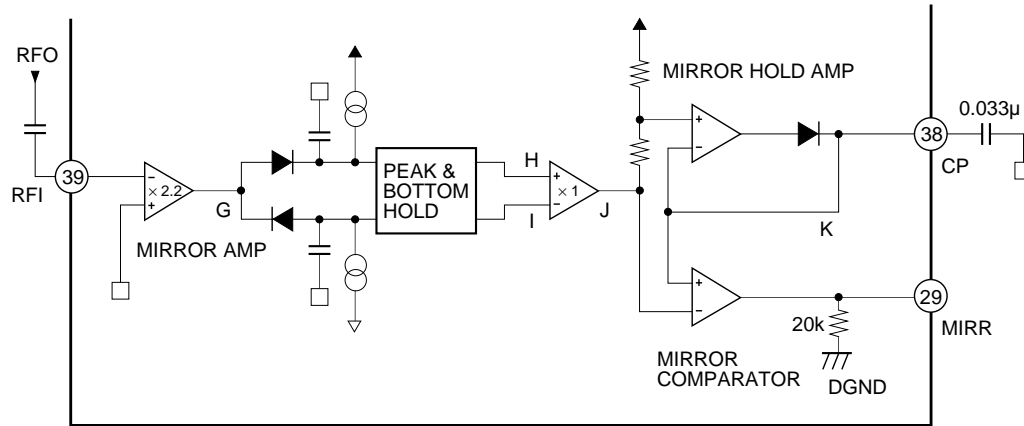 RFO
RFI
39
−
× 2.2
+
MIRROR AMP
G
PEAK &
BOTTOM
HOLD
H
I
+
× 1
−
J
MIRROR HOLD AMP
+
−
K
+
−
MIRROR
COMPARATOR
20k
DGND
0.033µ
38
CP
29
MIRR